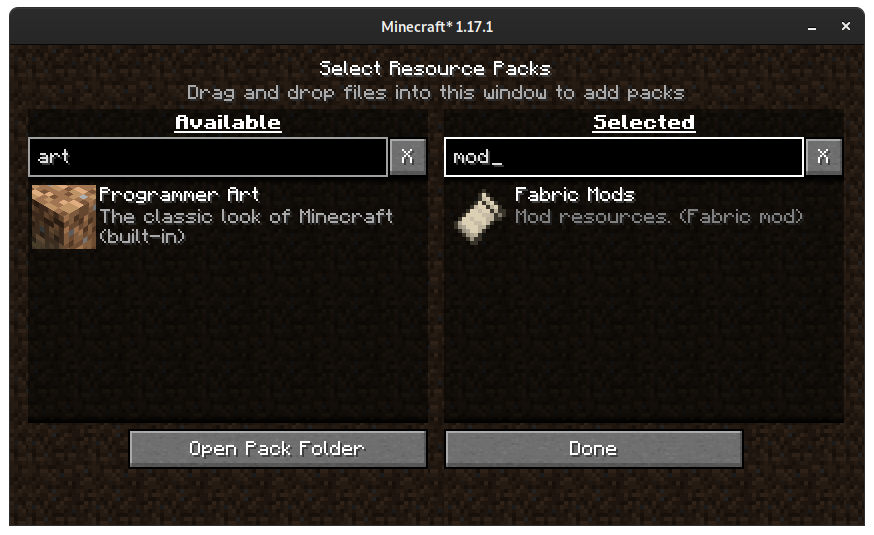 Minecraft* 1.17.1
Select Resource Packs
Drag and drop files into this window to add packs
Available
Selected
art
X
mod_
X
Programmer Art
The classic look of Minecraft
(built-in)
Fabric Mods
Mod resources. (Fabric mod)
Open Pack Folder
Done